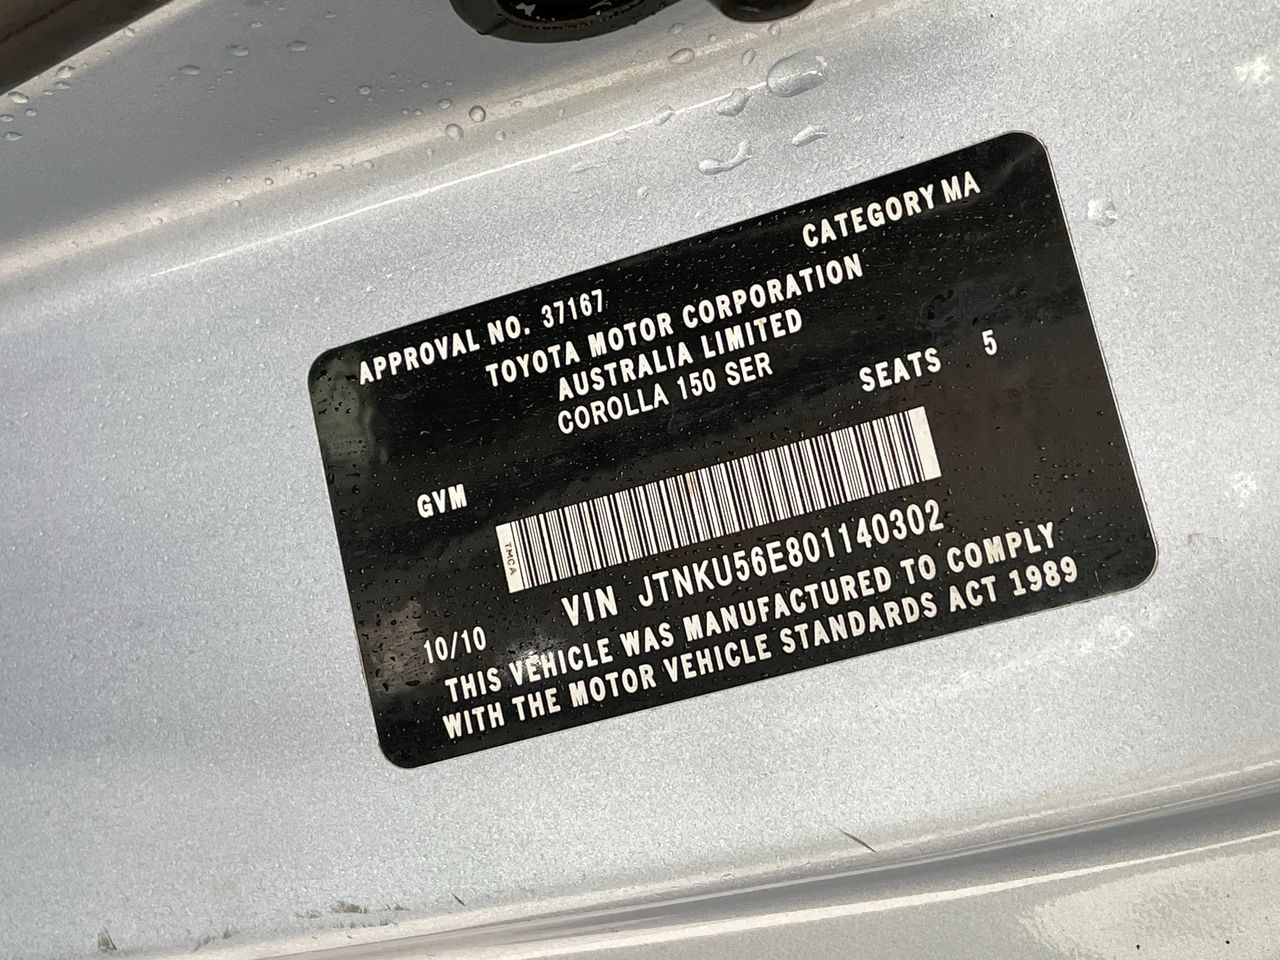 APPROVAL NO. 37167 CATEGORY MA
TOYOTA MOTOR CORPORATION
AUSTRALIA LIMITED
COROLLA 150 SER
SEATS 5
GVM
TMCA
VIN JTNKU56E801140302
10/10
THIS VEHICLE WAS MANUFACTURED TO COMPLY
WITH THE MOTOR VEHICLE STANDARDS ACT 1989